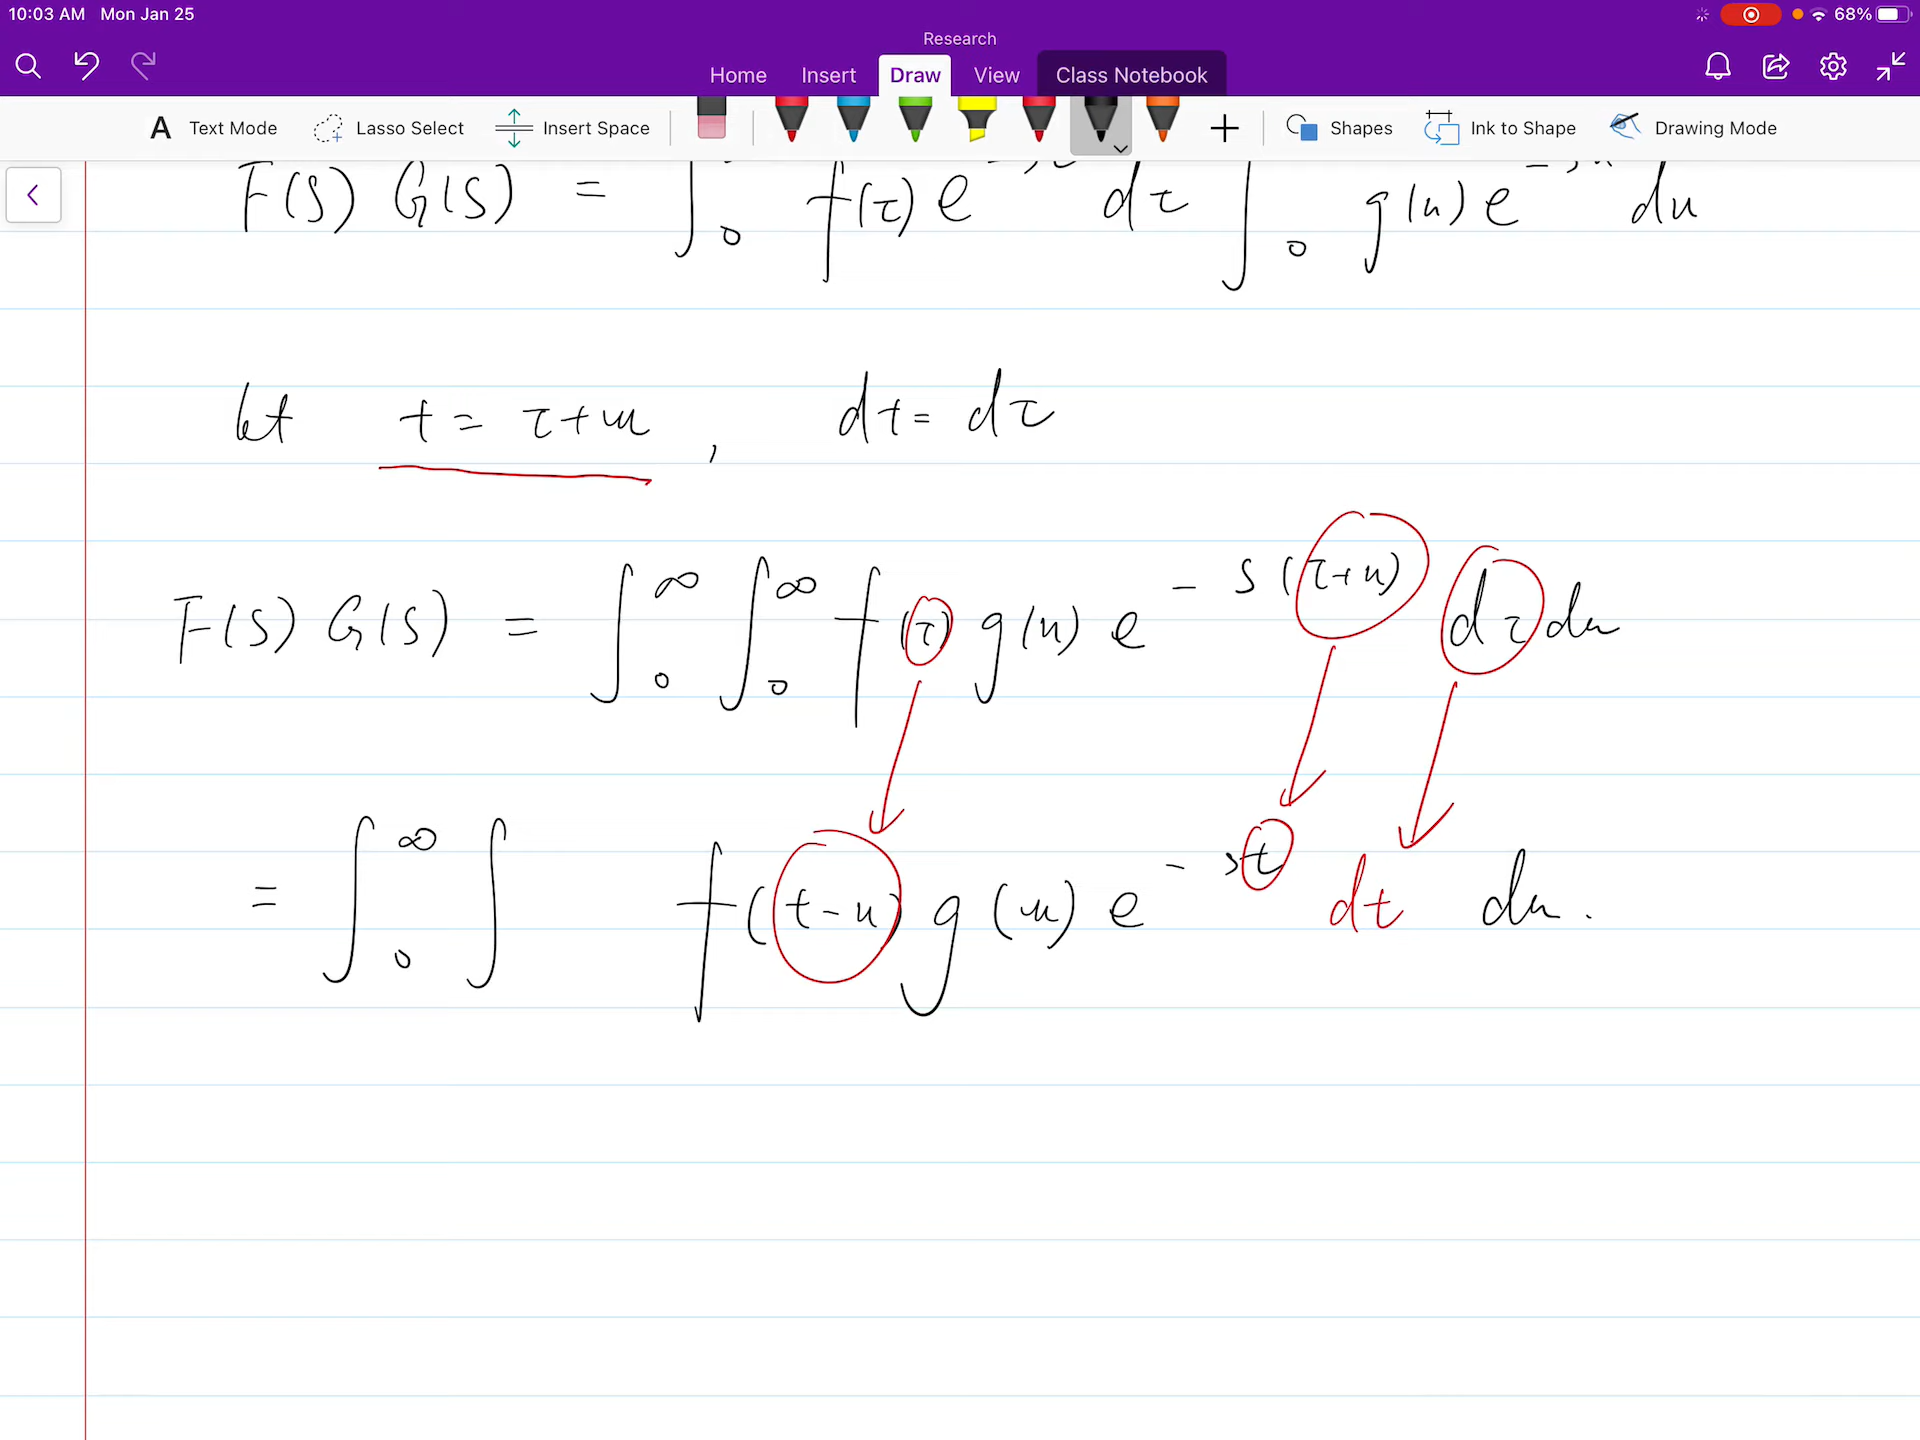 10:03 AM Mon Jan 25
68%
Research
Home Insert Draw View Class Notebook
A Text Mode Lasso Select Insert Space Shapes Ink to Shape Drawing Mode
F(s) G(s) = ∫₀ f(τ) e dτ ∫₀ g(u) e du
let t = τ+u , dt = dτ
F(s) G(s) = ∫₀^∞ ∫₀^∞ f(τ) g(u) e^{-s(τ+u)} dτ du
= ∫₀^∞ ∫ f(t-u) g(u) e^{-st} dt du.